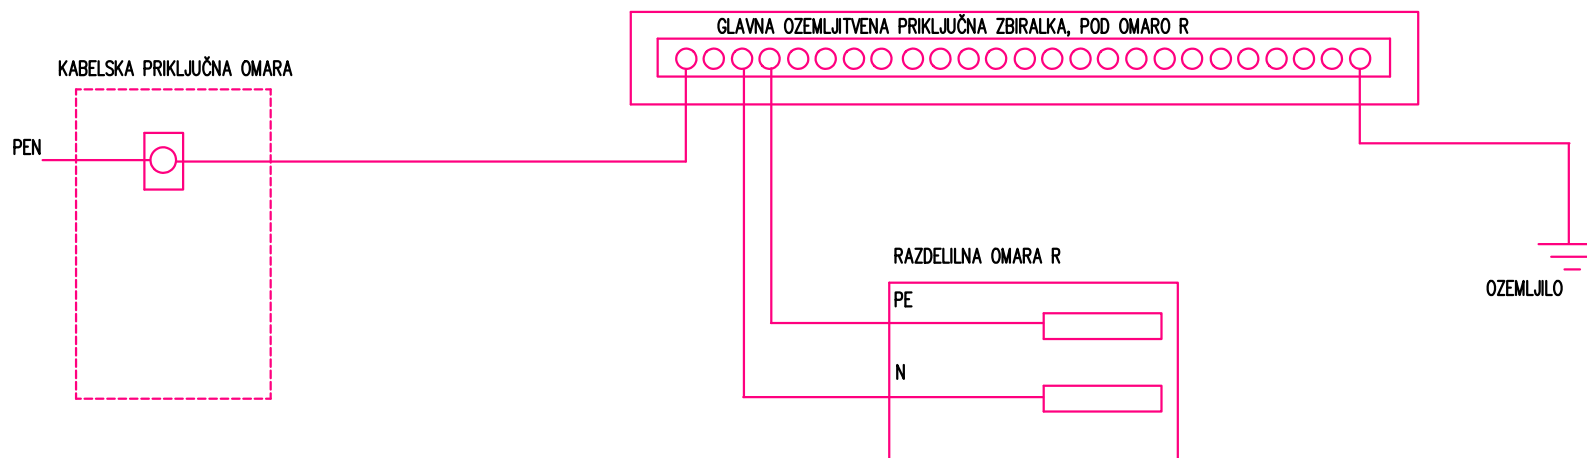 GLAVNA OZEMLJITVENA PRIKLJUČNA ZBIRALKA, POD OMARO R
KABELSKA PRIKLJUČNA OMARA
PEN
RAZDELILNA OMARA R
PE
OZEMLJILO
N